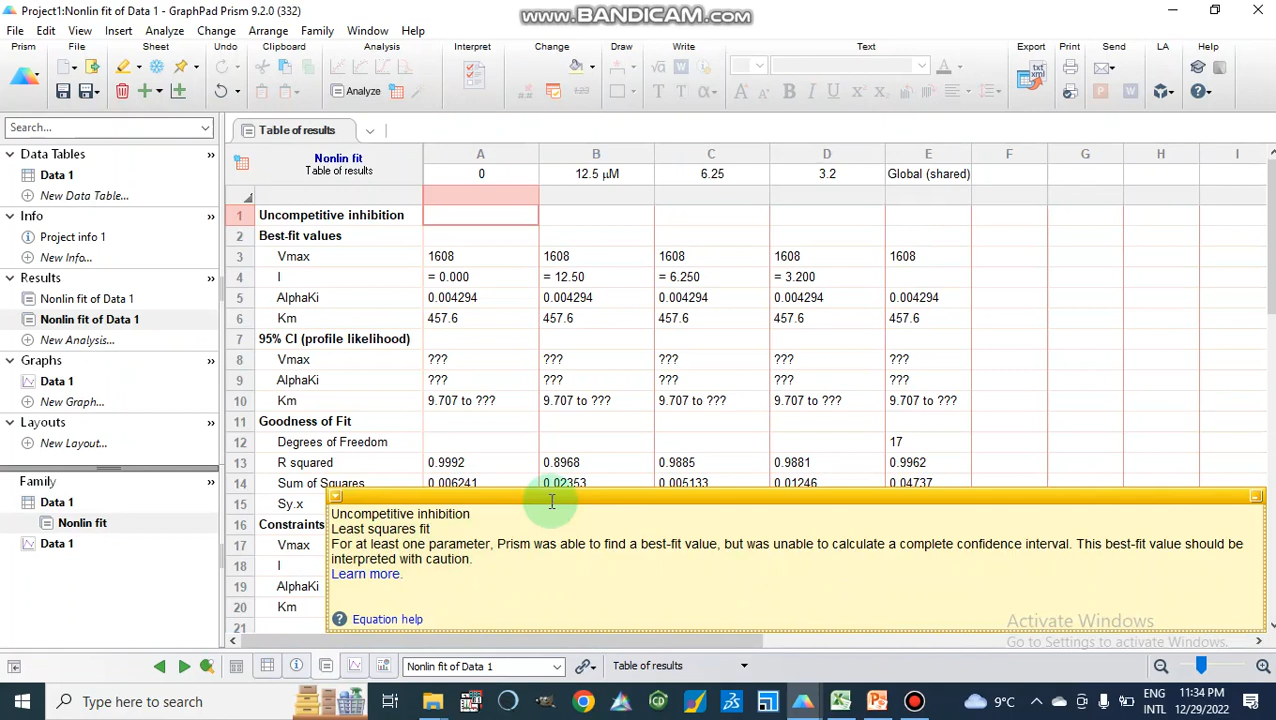 Project1:Nonlin fit of Data 1 - GraphPad Prism 9.2.0 (332)
www.BANDICAM.com
File Edit View Insert Analyze Change Arrange Family Window Help
Prism File Sheet Undo Clipboard Analysis Interpret Change Draw Write Text Export Print Send LA Help
Analyze
Search...
Data Tables
Data 1
New Data Table...
Info
Project info 1
New Info...
Results
Nonlin fit of Data 1
Nonlin fit of Data 1
New Analysis...
Graphs
Data 1
New Graph...
Layouts
New Layout...
Family
Data 1
Nonlin fit
Data 1
Table of results
Nonlin fit A B C D E F G H I
Table of results 0 12.5 µM 6.25 3.2 Global (shared)
1 Uncompetitive inhibition
2 Best-fit values
3 Vmax 1608 1608 1608 1608 1608
4 I = 0.000 = 12.50 = 6.250 = 3.200
5 AlphaKi 0.004294 0.004294 0.004294 0.004294 0.004294
6 Km 457.6 457.6 457.6 457.6 457.6
7 95% CI (profile likelihood)
8 Vmax ??? ??? ??? ??? ???
9 AlphaKi ??? ??? ??? ??? ???
10 Km 9.707 to ??? 9.707 to ??? 9.707 to ??? 9.707 to ??? 9.707 to ???
11 Goodness of Fit
12 Degrees of Freedom 17
13 R squared 0.9992 0.8968 0.9885 0.9881 0.9962
14 Sum of Squares 0.006241 0.02353 0.005133 0.01246 0.04737
15 Sy.x
16 Constraints
17 Vmax
18 I
19 AlphaKi
20 Km
21
Uncompetitive inhibition
Least squares fit
For at least one parameter, Prism was able to find a best-fit value, but was unable to calculate a complete confidence interval. This best-fit value should be
interpreted with caution.
Learn more.
Equation help
Activate Windows
Go to Settings to activate Windows.
Nonlin fit of Data 1 Table of results
Type here to search
9°C
ENG
INTL
11:34 PM
12/29/2022